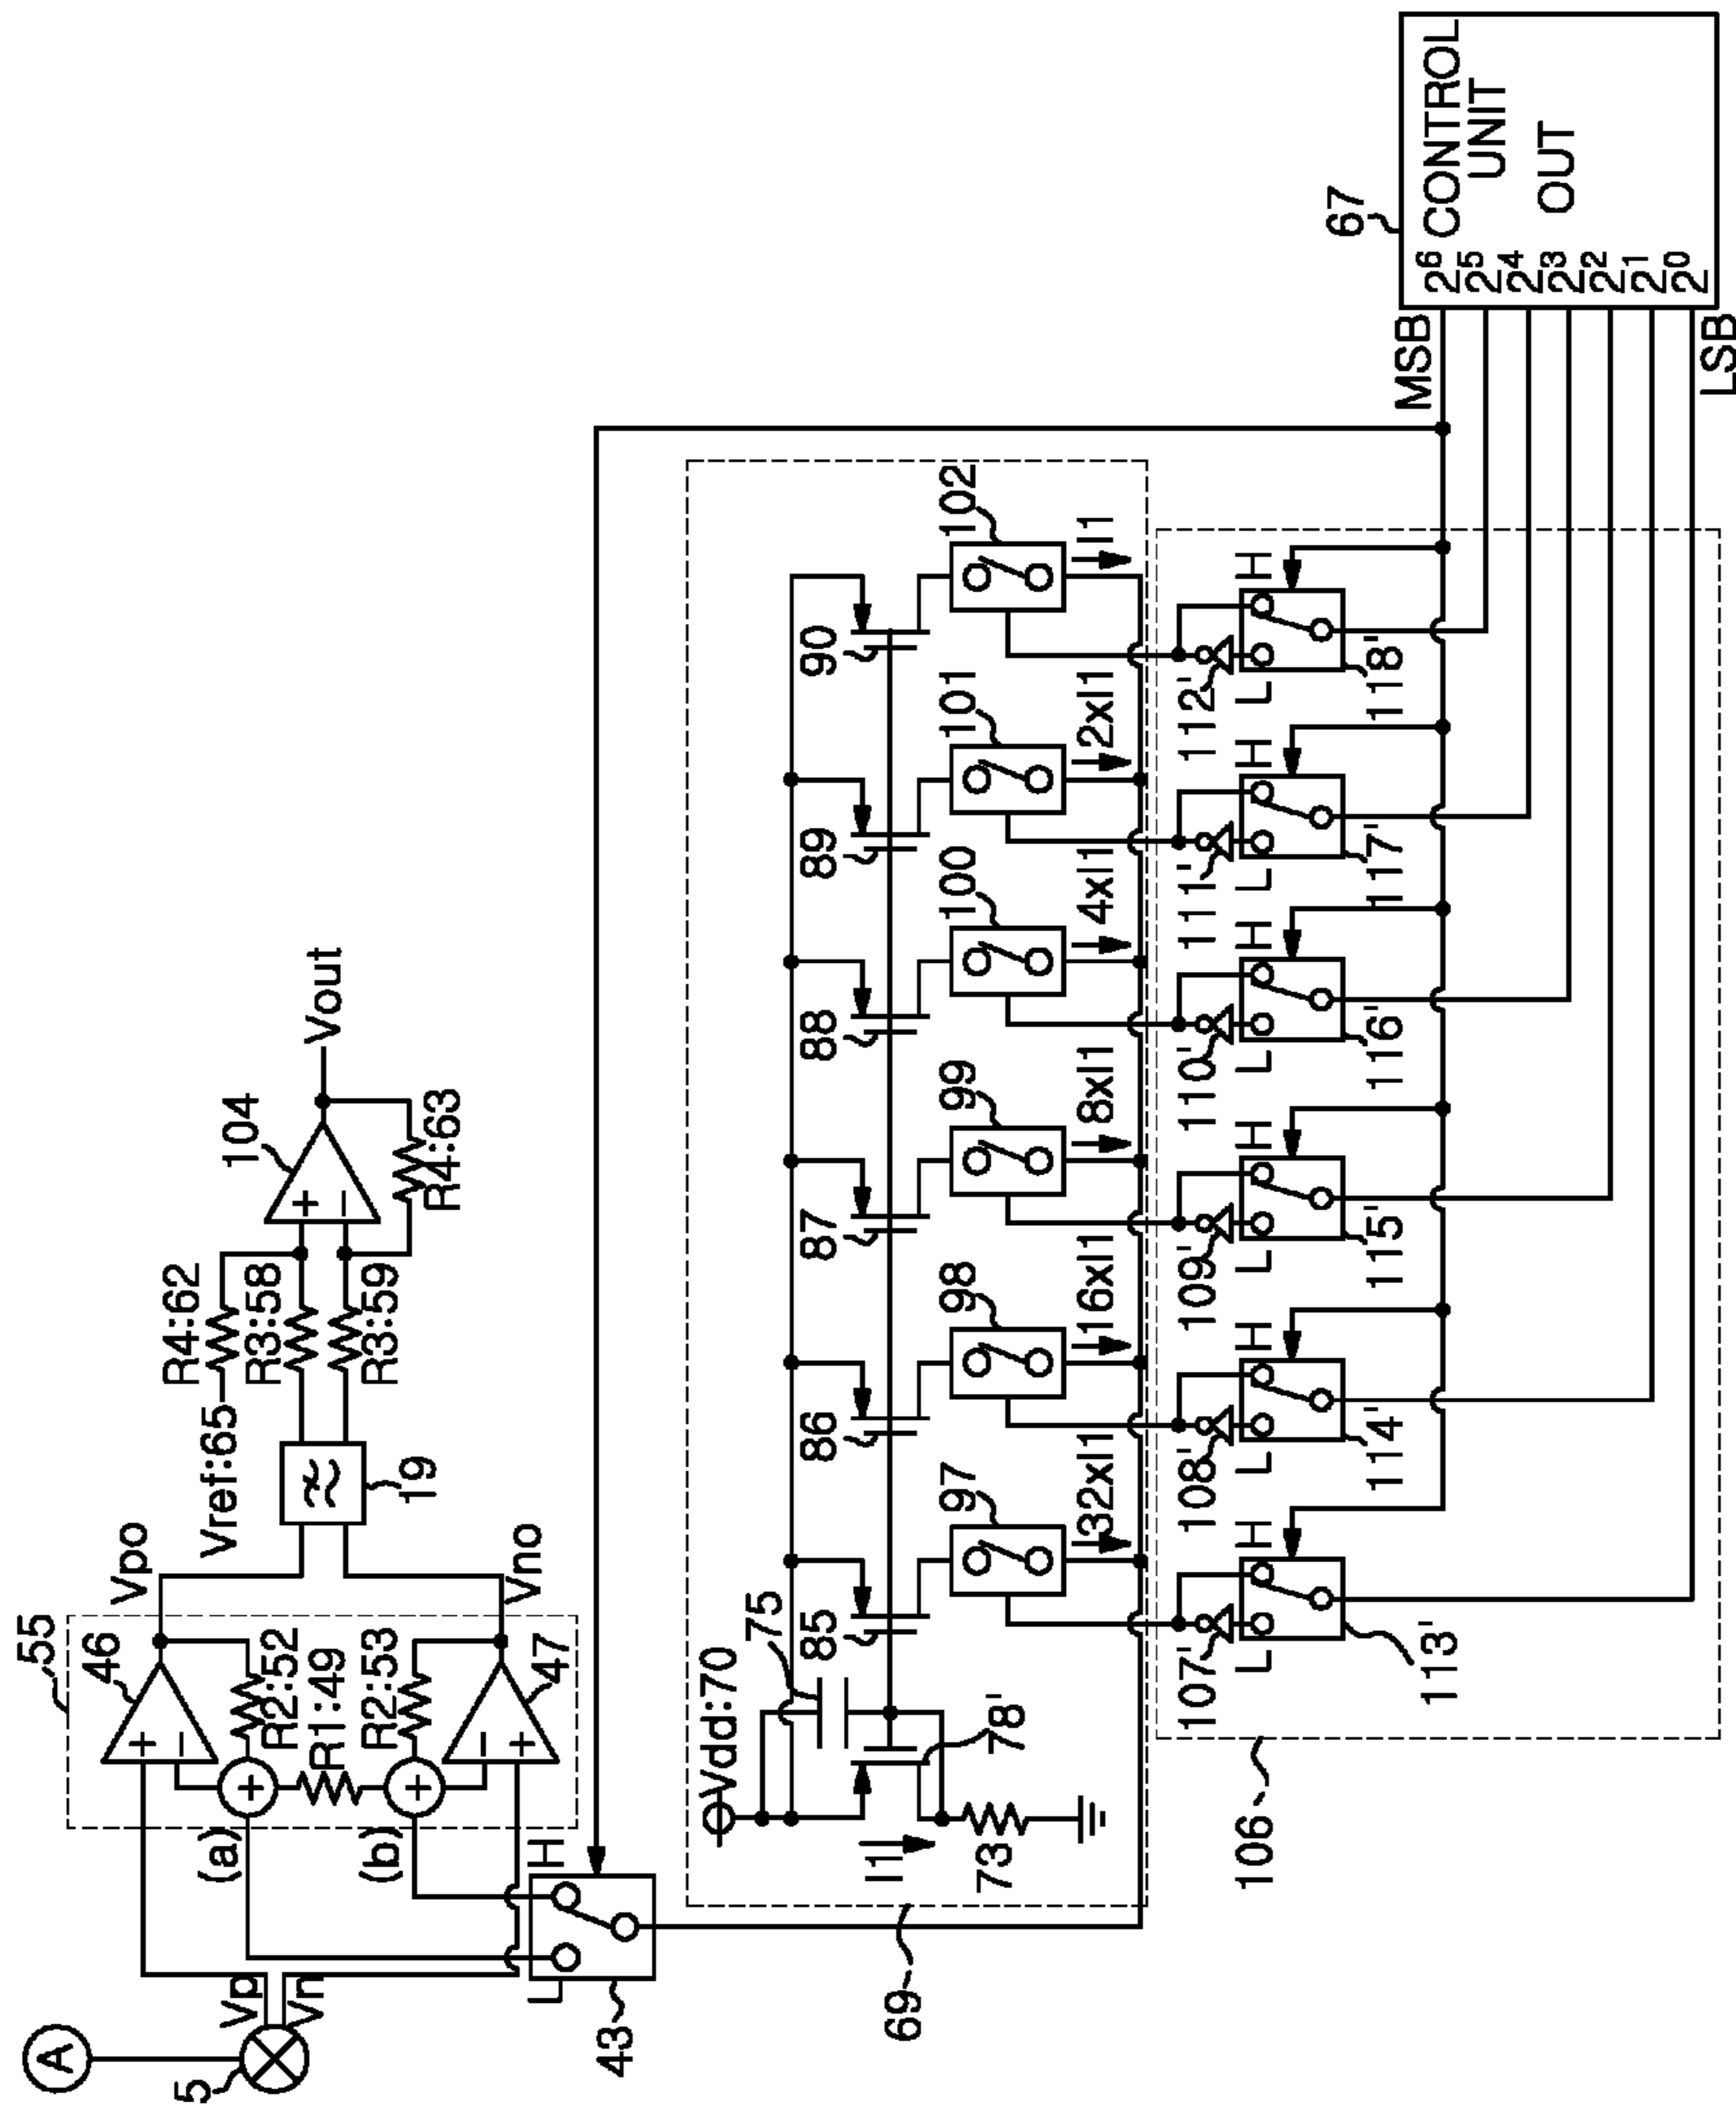 A
5
Vp
Vn
55
46
Vpo
+
−
R2:52
R1:49
R2:53
+
+
(a)
(b)
−
+
47
Vno
19
Vref:65
R4:62
R3:58
R3:59
104
+
−
R4:63
Vout
43
L
H
69
Vdd:70
75
I1
73
78'
85
86
87
88
89
90
97
98
99
100
101
102
32xI1
16xI1
8xI1
4xI1
2xI1
I1
106
107'
108'
109'
110'
111'
112'
L
H
L
H
L
H
L
H
L
H
L
H
113'
114'
115'
116'
117'
118'
67
MSB
LSB
CONTROL
UNIT
OUT
2⁶
2⁵
2⁴
2³
2²
2¹
2⁰